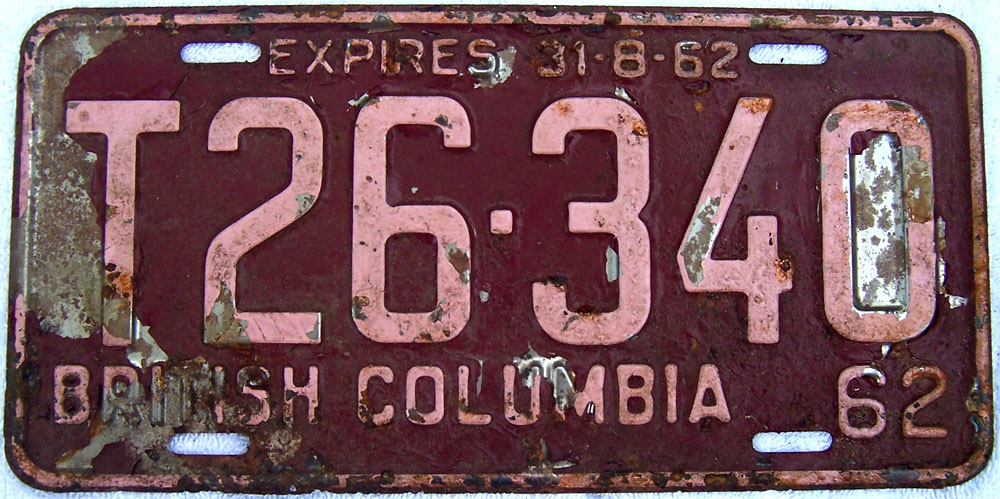 EXPIRES 31-8-62
T26·340
BRITISH COLUMBIA 62